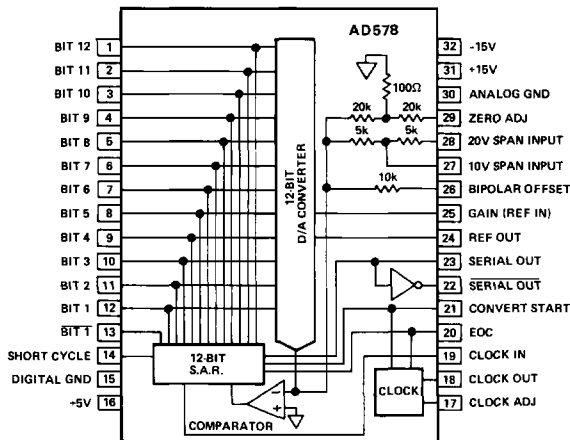 AD578
BIT 12 1
BIT 11 2
BIT 10 3
BIT 9 4
BIT 8 5
BIT 7 6
BIT 6 7
BIT 5 8
BIT 4 9
BIT 3 10
BIT 2 11
BIT 1 12
BIT 1 13
SHORT CYCLE 14
DIGITAL GND 15
+5V 16
12-BIT
D/A CONVERTER
12-BIT
S.A.R.
-
+
COMPARATOR
100Ω
20k 20k
5k 5k
10k
CLOCK
32 -15V
31 +15V
30 ANALOG GND
29 ZERO ADJ
28 20V SPAN INPUT
27 10V SPAN INPUT
26 BIPOLAR OFFSET
25 GAIN (REF IN)
24 REF OUT
23 SERIAL OUT
22 SERIAL OUT
21 CONVERT START
20 EOC
19 CLOCK IN
18 CLOCK OUT
17 CLOCK ADJ